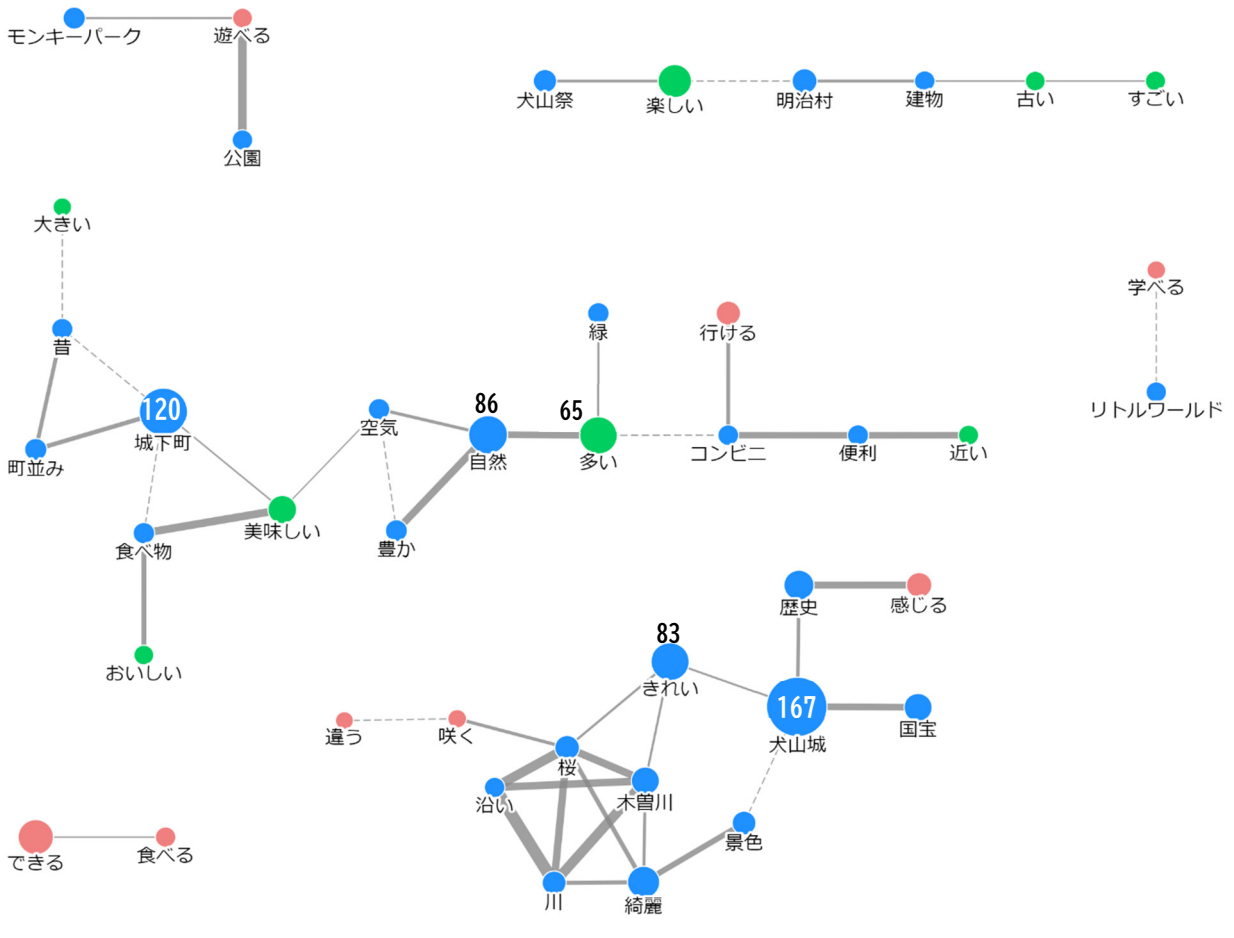 モンキーパーク
遊べる
公園
犬山祭
楽しい
明治村
建物
古い
すごい
大きい
昔
町並み
120
城下町
食べ物
美味しい
おいしい
空気
豊か
86
自然
65
多い
緑
行ける
コンビニ
便利
近い
学べる
リトルワールド
歴史
感じる
83
きれい
167
犬山城
国宝
違う
咲く
桜
沿い
木曽川
景色
川
綺麗
できる
食べる